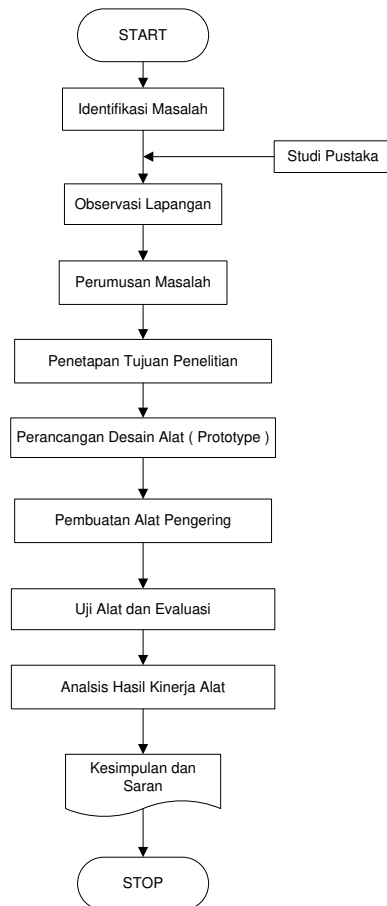 START
Identifikasi Masalah
Studi Pustaka
Observasi Lapangan
Perumusan Masalah
Penetapan Tujuan Penelitian
Perancangan Desain Alat ( Prototype )
Pembuatan Alat Pengering
Uji Alat dan Evaluasi
Analsis Hasil Kinerja Alat
Kesimpulan dan
Saran
STOP